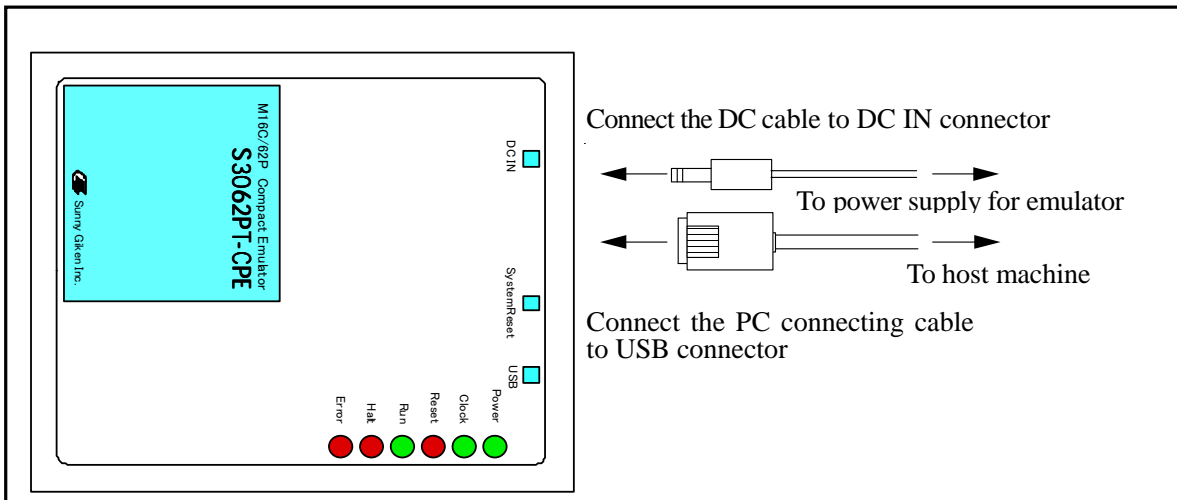 M16C/62P Compact Emulator
S3062PT-CPE
Sunny Giken Inc.
DC IN
SystemReset
USB
Error
Halt
Run
Reset
Clock
Power
Connect the DC cable to DC IN connector
To power supply for emulator
To host machine
Connect the PC connecting cable
to USB connector